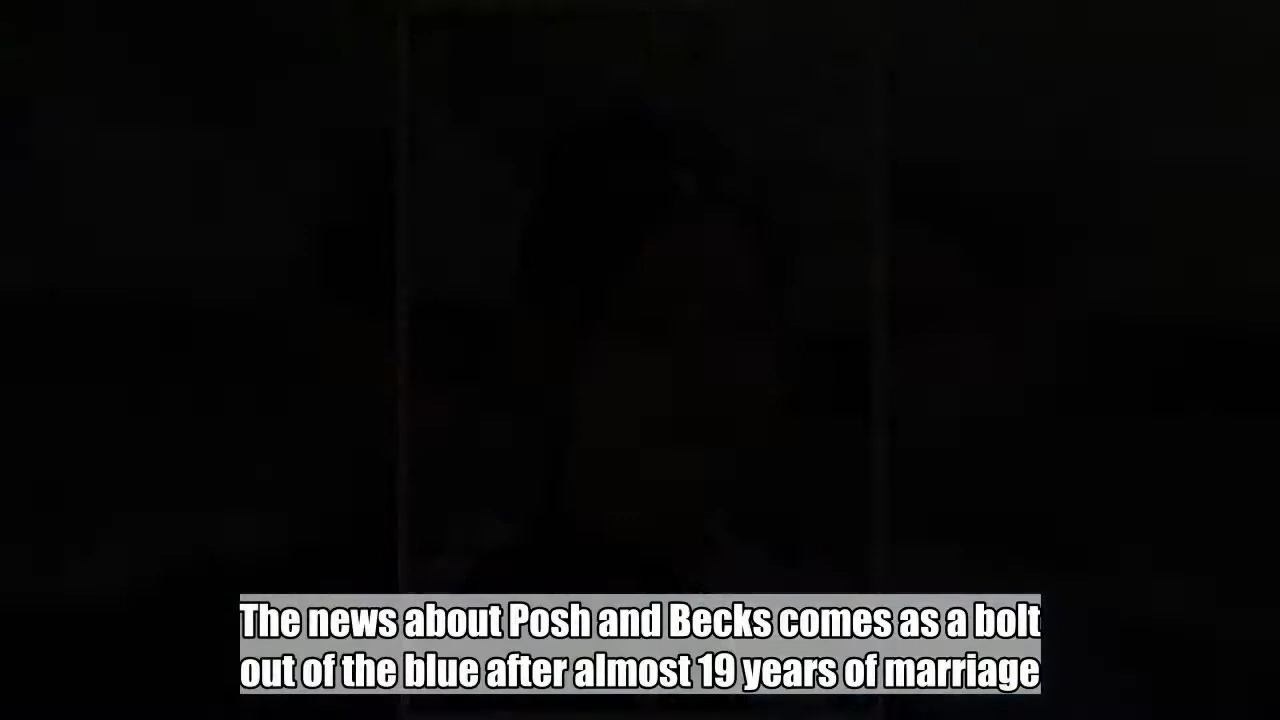 The news about Posh and Becks comes as a bolt
out of the blue after almost 19 years of marriage